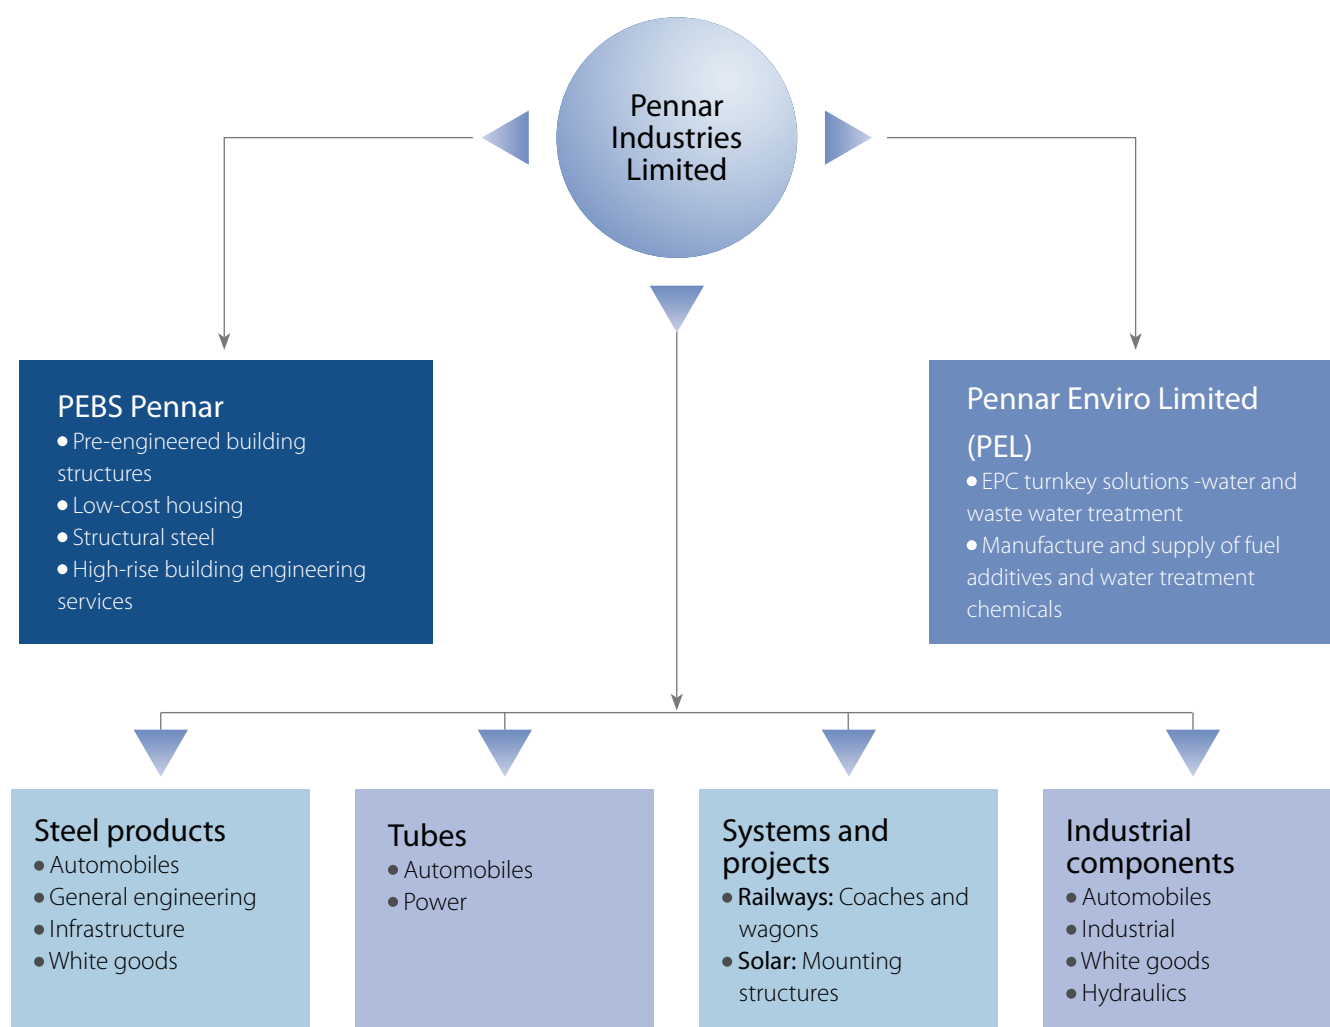 Pennar
Industries
Limited
PEBS Pennar
• Pre-engineered building
structures
• Low-cost housing
• Structural steel
• High-rise building engineering
services
Pennar Enviro Limited
(PEL)
• EPC turnkey solutions -water and
waste water treatment
• Manufacture and supply of fuel
additives and water treatment
chemicals
Steel products
• Automobiles
• General engineering
• Infrastructure
• White goods
Tubes
• Automobiles
• Power
Systems and
projects
• Railways: Coaches and
wagons
• Solar: Mounting
structures
Industrial
components
• Automobiles
• Industrial
• White goods
• Hydraulics